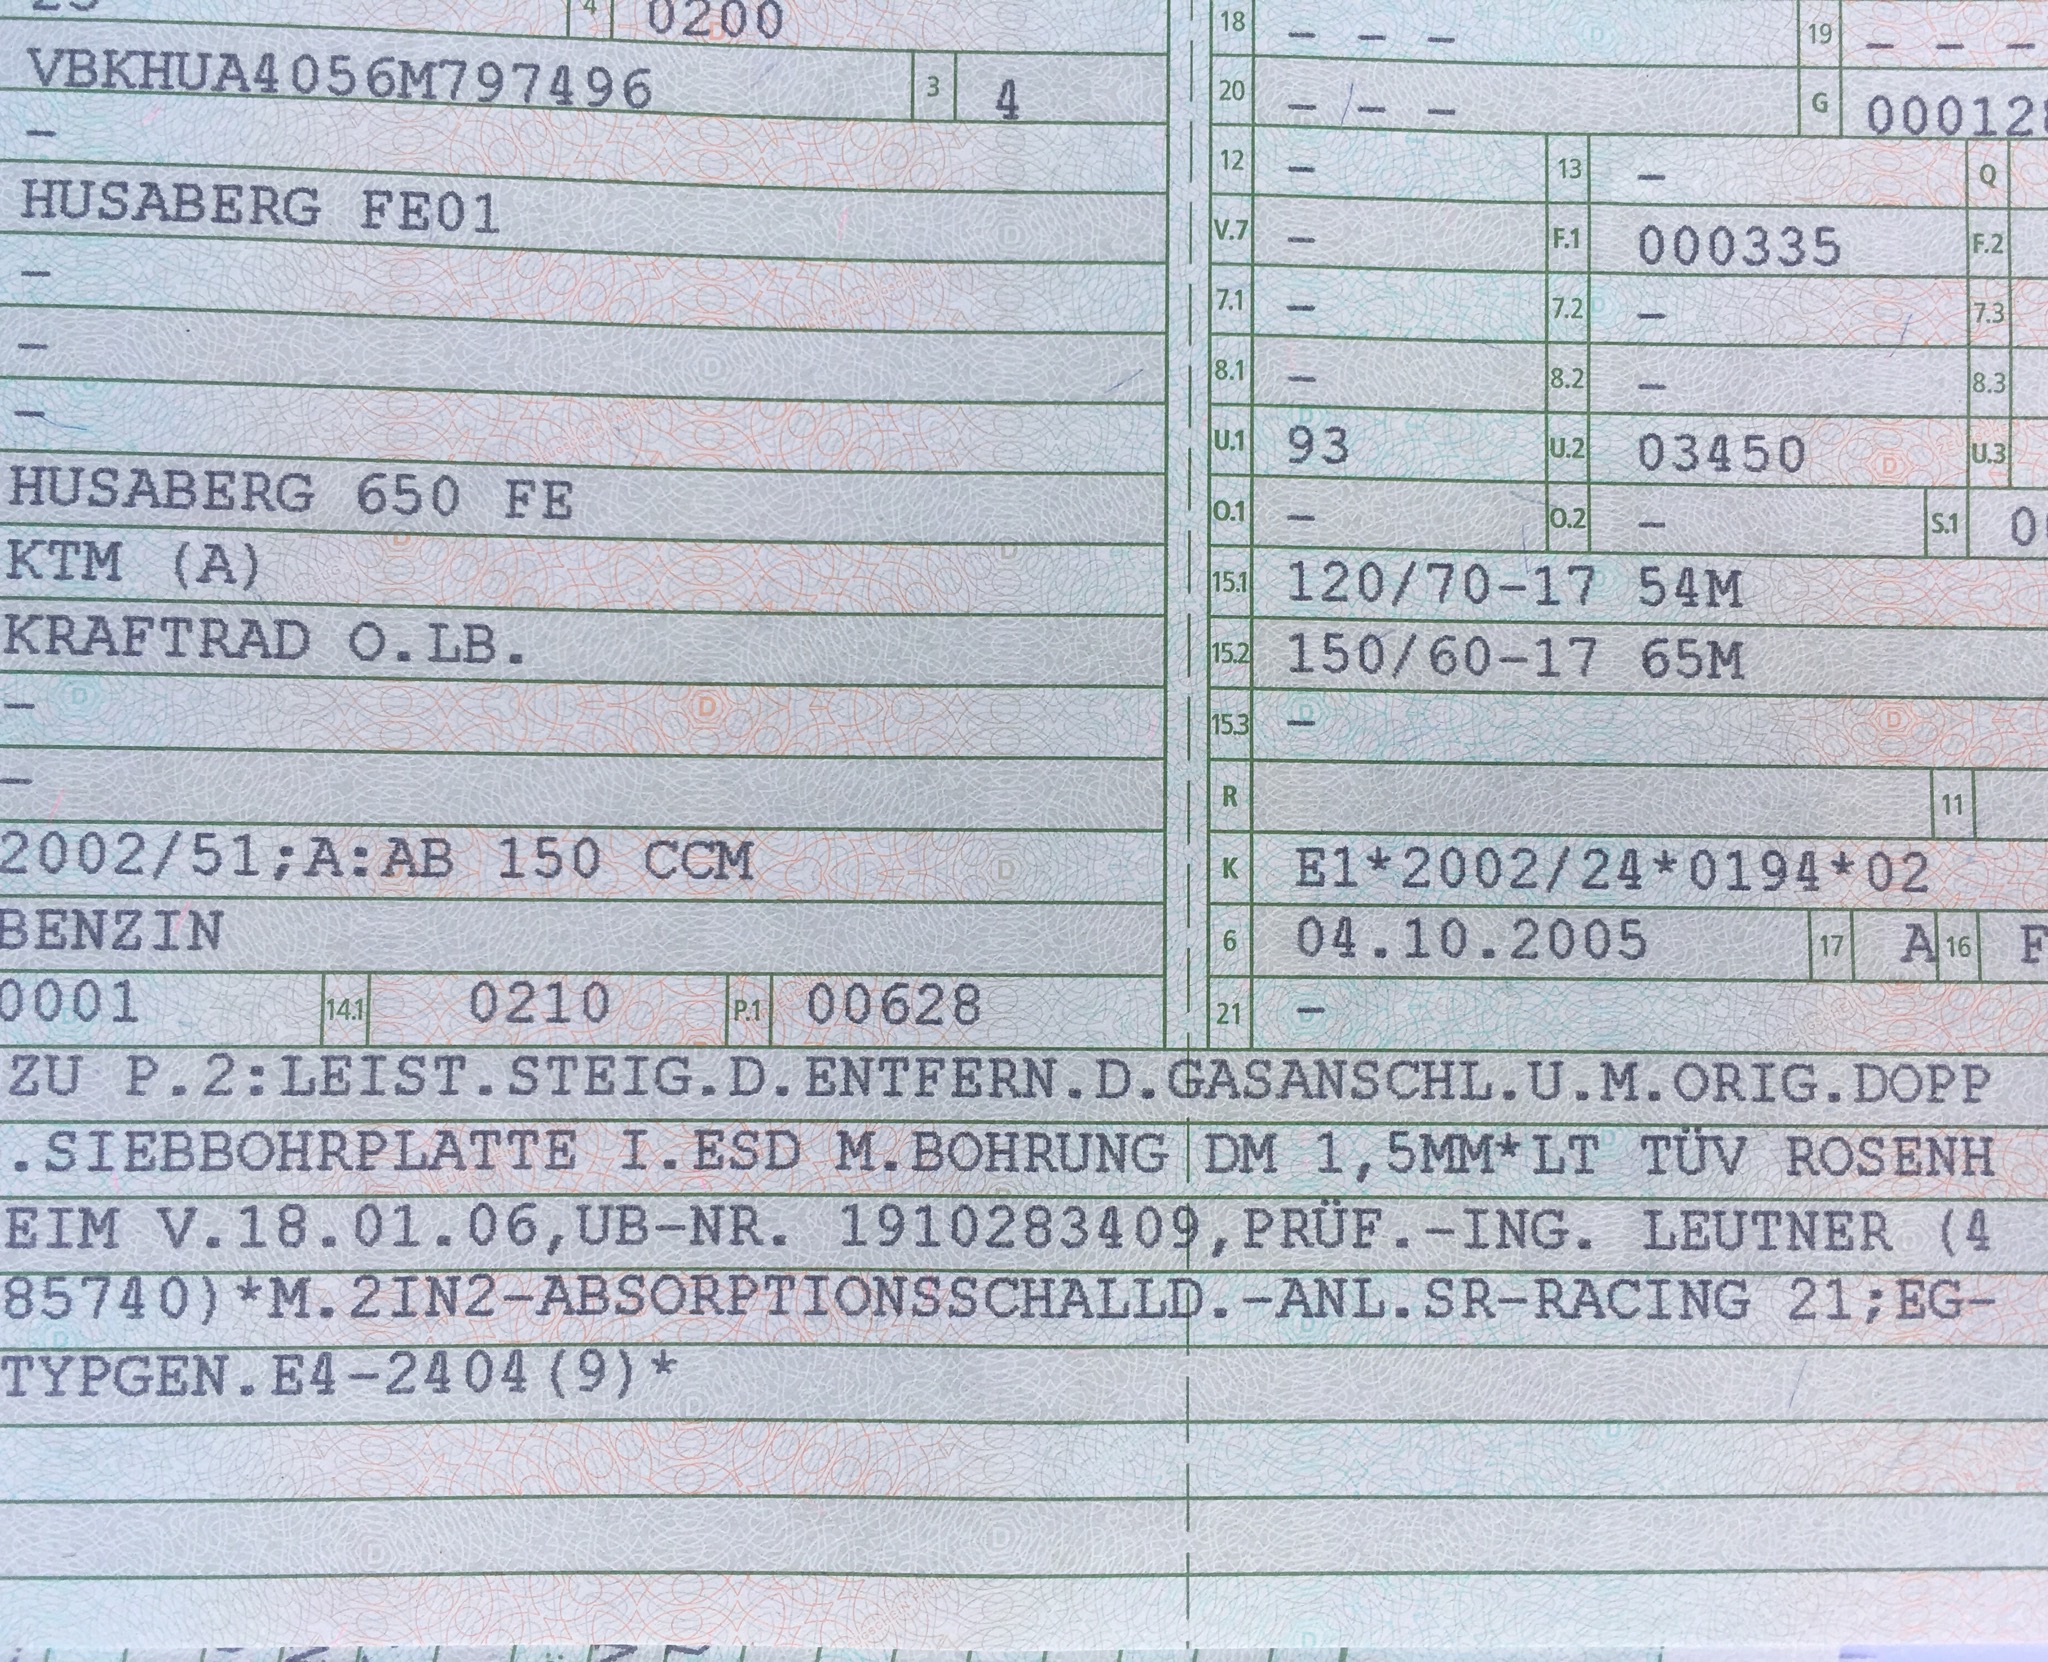 4 0200
VBKHUA4056M797496 3 4
–
HUSABERG FE01
–
–
–
HUSABERG 650 FE
KTM (A)
KRAFTRAD O.LB.
–
–
2002/51;A:AB 150 CCM
BENZIN
0001 14.1 0210 P.1 00628
18 – – – 19 – – –
20 – – – G 00012
12 – 13 – Q
V.7 – F.1 000335 F.2
7.1 – 7.2 – 7.3
8.1 – 8.2 – 8.3
U.1 93 U.2 03450 U.3
O.1 – O.2 – S.1 0
15.1 120/70-17 54M
15.2 150/60-17 65M
15.3 –
R 11
K E1*2002/24*0194*02
6 04.10.2005 17 A 16 F
21 –
ZU P.2:LEIST.STEIG.D.ENTFERN.D.GASANSCHL.U.M.ORIG.DOPP
.SIEBBOHRPLATTE I.ESD M.BOHRUNG DM 1,5MM*LT TÜV ROSENH
EIM V.18.01.06,UB-NR. 1910283409,PRÜF.-ING. LEUTNER (4
85740)*M.2IN2-ABSORPTIONSSCHALLD.-ANL.SR-RACING 21;EG-
TYPGEN.E4-2404(9)*